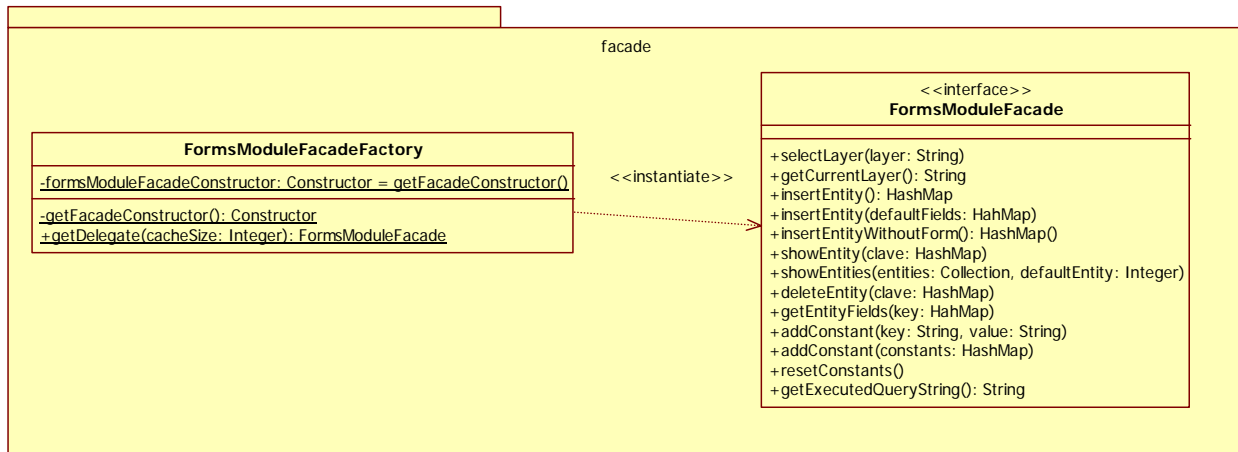 facade
FormsModuleFacadeFactory
-formsModuleFacadeConstructor: Constructor = getFacadeConstructor()
-getFacadeConstructor(): Constructor
+getDelegate(cacheSize: Integer): FormsModuleFacade
<<instantiate>>
<<interface>>
FormsModuleFacade
+selectLayer(layer: String)
+getCurrentLayer(): String
+insertEntity(): HashMap
+insertEntity(defaultFields: HahMap)
+insertEntityWithoutForm(): HashMap()
+showEntity(clave: HashMap)
+showEntities(entities: Collection, defaultEntity: Integer)
+deleteEntity(clave: HashMap)
+getEntityFields(key: HahMap)
+addConstant(key: String, value: String)
+addConstant(constants: HashMap)
+resetConstants()
+getExecutedQueryString(): String